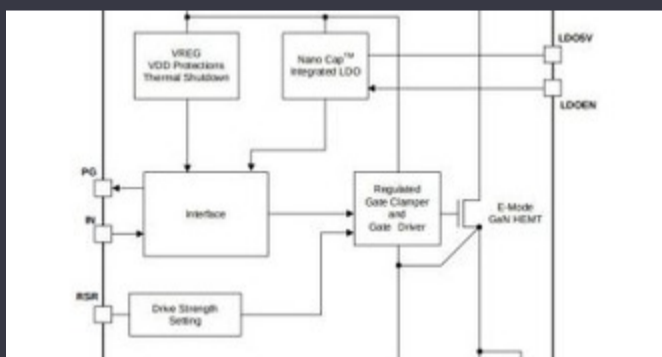 VREG
VDD Protections
Thermal Shutdown
Nano Cap™
Integrated LDO
LDO5V
LDOEN
PG
IN
Interface
Regulated
Gate Clamper
and
Gate Driver
E-Mode
GaN HEMT
RSR
Drive Strength
Setting